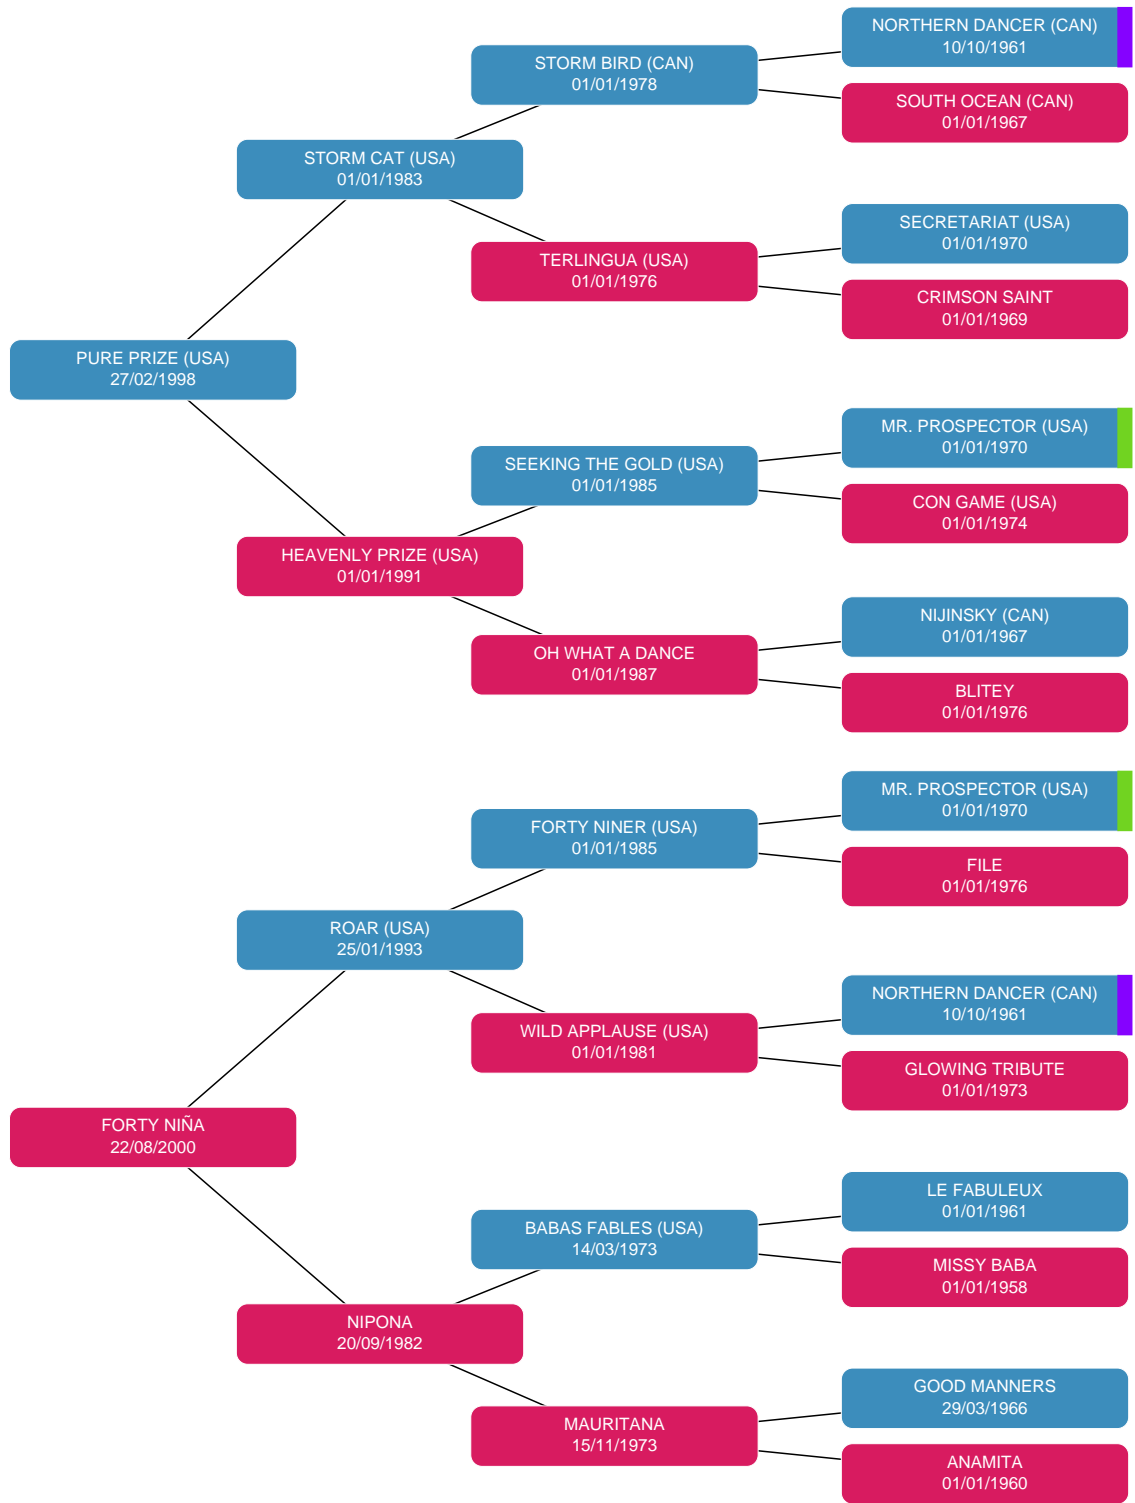 NORTHERN DANCER (CAN)
10/10/1961
STORM BIRD (CAN)
01/01/1978
SOUTH OCEAN (CAN)
01/01/1967
STORM CAT (USA)
01/01/1983
SECRETARIAT (USA)
01/01/1970
TERLINGUA (USA)
01/01/1976
CRIMSON SAINT
01/01/1969
PURE PRIZE (USA)
27/02/1998
MR. PROSPECTOR (USA)
01/01/1970
SEEKING THE GOLD (USA)
01/01/1985
CON GAME (USA)
01/01/1974
HEAVENLY PRIZE (USA)
01/01/1991
NIJINSKY (CAN)
01/01/1967
OH WHAT A DANCE
01/01/1987
BLITEY
01/01/1976
MR. PROSPECTOR (USA)
01/01/1970
FORTY NINER (USA)
01/01/1985
FILE
01/01/1976
ROAR (USA)
25/01/1993
NORTHERN DANCER (CAN)
10/10/1961
WILD APPLAUSE (USA)
01/01/1981
GLOWING TRIBUTE
01/01/1973
FORTY NIÑA
22/08/2000
LE FABULEUX
01/01/1961
BABAS FABLES (USA)
14/03/1973
MISSY BABA
01/01/1958
NIPONA
20/09/1982
GOOD MANNERS
29/03/1966
MAURITANA
15/11/1973
ANAMITA
01/01/1960